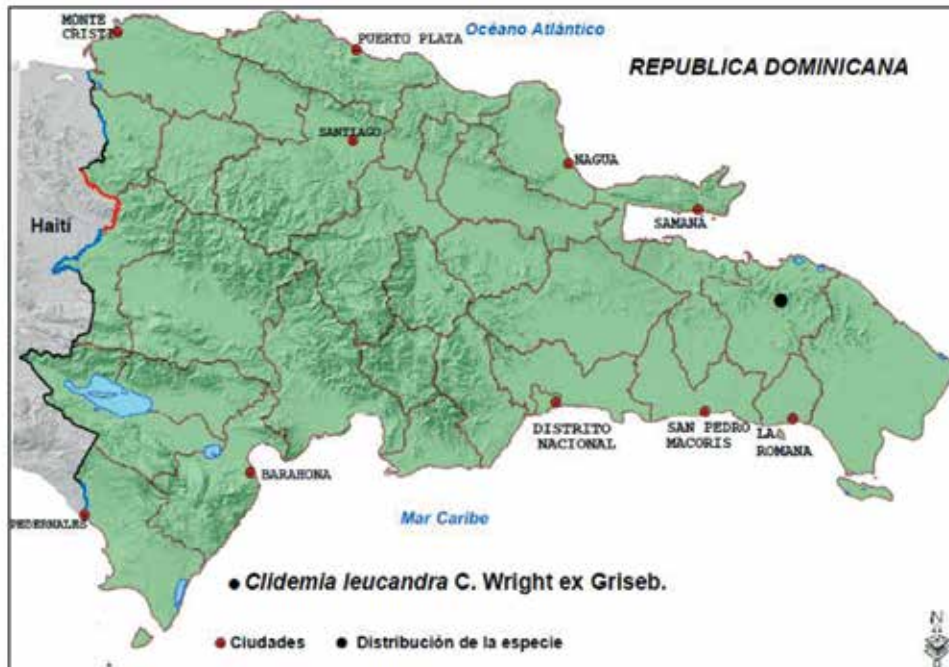 MONTE
CRISTI
PUERTO PLATA
Océano Atlántico
REPUBLICA DOMINICANA
SANTIAGO
NAGUA
Haití
SAMANA
DISTRITO
NACIONAL
SAN PEDRO
MACORIS
LA
ROMANA
BARAHONA
PEDERNALES
Mar Caribe
Clidemia leucandra C. Wright ex Griseb.
Ciudades
Distribución de la especie
N